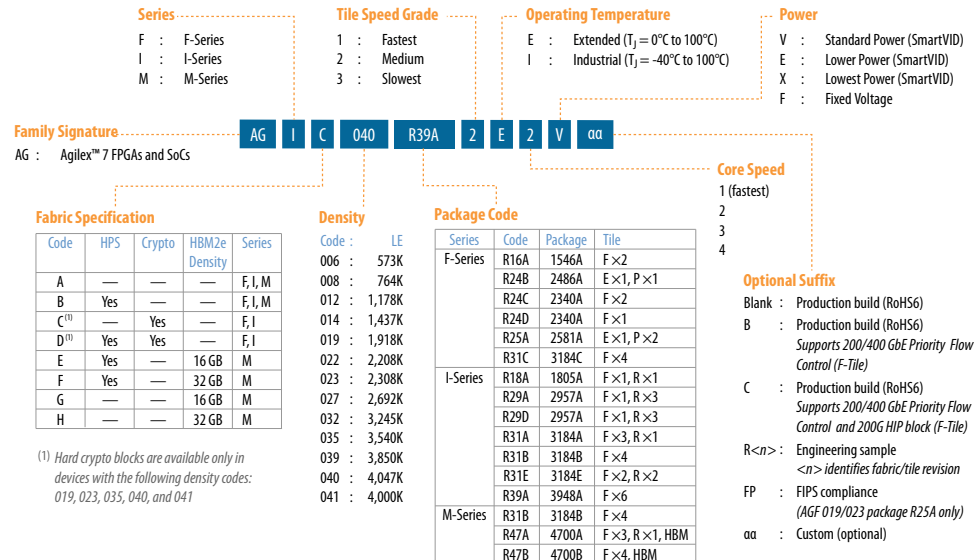 Series
F : F-Series
I : I-Series
M : M-Series
Tile Speed Grade
1 : Fastest
2 : Medium
3 : Slowest
Operating Temperature
E : Extended (TJ = 0°C to 100°C)
I : Industrial (TJ = -40°C to 100°C)
Power
V : Standard Power (SmartVID)
E : Lower Power (SmartVID)
X : Lowest Power (SmartVID)
F : Fixed Voltage
Family Signature
AG : Agilex™ 7 FPGAs and SoCs
AG I C 040 R39A 2 E 2 V αα
Core Speed
1 (fastest)
2
3
4
Fabric Specification
Code HPS Crypto HBM2e Density Series
A — — — F, I, M
B Yes — — F, I, M
C(1) — Yes — F, I
D(1) Yes Yes — F, I
E Yes — 16 GB M
F Yes — 32 GB M
G — — 16 GB M
H — — 32 GB M
(1) Hard crypto blocks are available only in
devices with the following density codes:
019, 023, 035, 040, and 041
Density
Code : LE
006 : 573K
008 : 764K
012 : 1,178K
014 : 1,437K
019 : 1,918K
022 : 2,208K
023 : 2,308K
027 : 2,692K
032 : 3,245K
035 : 3,540K
039 : 3,850K
040 : 4,047K
041 : 4,000K
Package Code
Series Code Package Tile
F-Series R16A 1546A F ×2
R24B 2486A E ×1, P ×1
R24C 2340A F ×2
R24D 2340A F ×1
R25A 2581A E ×1, P ×2
R31C 3184C F ×4
I-Series R18A 1805A F ×1, R ×1
R29A 2957A F ×1, R ×3
R29D 2957A F ×1, R ×3
R31A 3184A F ×3, R ×1
R31B 3184B F ×4
R31E 3184E F ×2, R ×2
R39A 3948A F ×6
M-Series R31B 3184B F ×4
R47A 4700A F ×3, R ×1, HBM
R47B 4700B F ×4, HBM
Optional Suffix
Blank : Production build (RoHS6)
B : Production build (RoHS6)
Supports 200/400 GbE Priority Flow
Control (F-Tile)
C : Production build (RoHS6)
Supports 200/400 GbE Priority Flow
Control and 200G HIP block (F-Tile)
R<n> : Engineering sample
<n> identifies fabric/tile revision
FP : FIPS compliance
(AGF 019/023 package R25A only)
αα : Custom (optional)